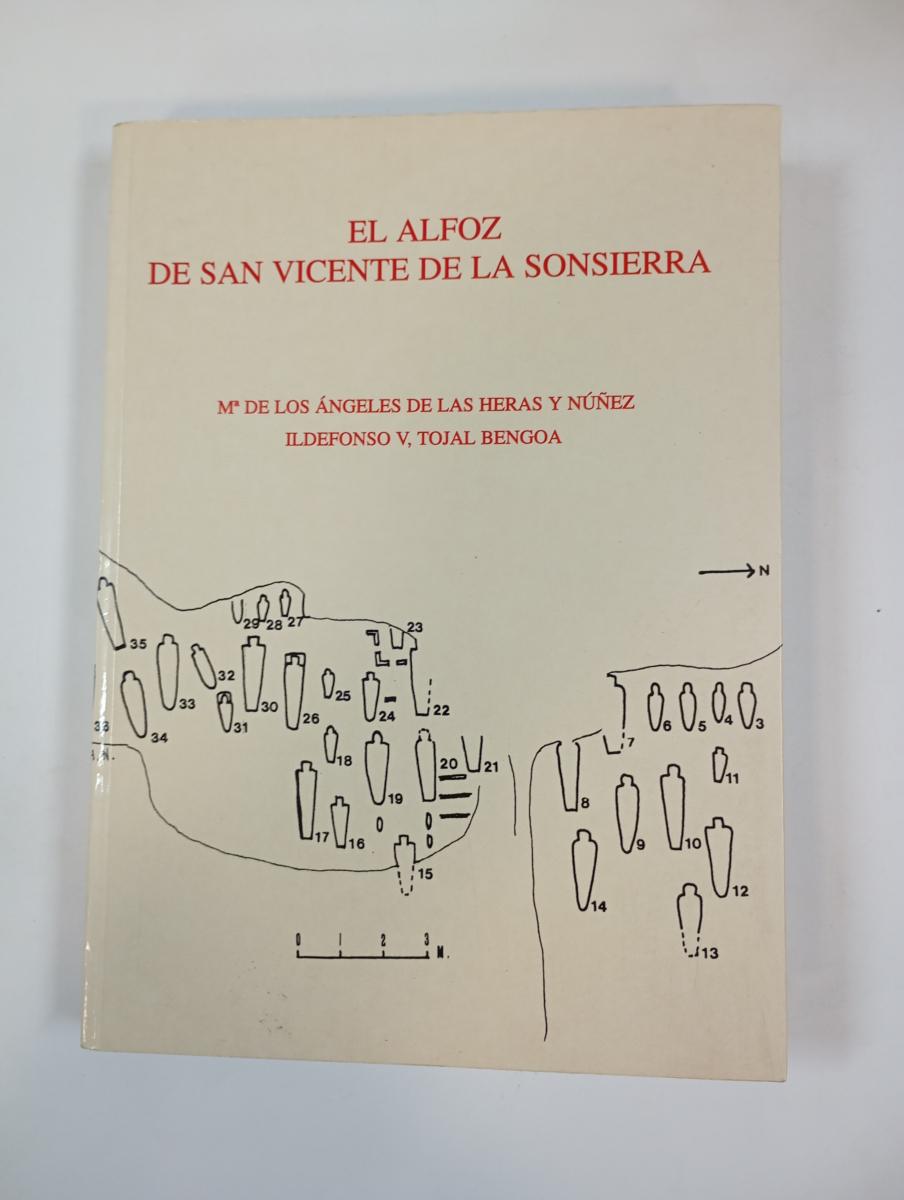 EL ALFOZ
DE SAN VICENTE DE LA SONSIERRA
Mª DE LOS ÁNGELES DE LAS HERAS Y NÚÑEZ
ILDEFONSO V, TOJAL BENGOA
N
29 28 27 23
35 32
33 30 26 25 24 22
34 31
18 20 21
19
17 16
15
6 5 4 3
7
11
8
9 10
12
14
13
0 1 2 3
M.